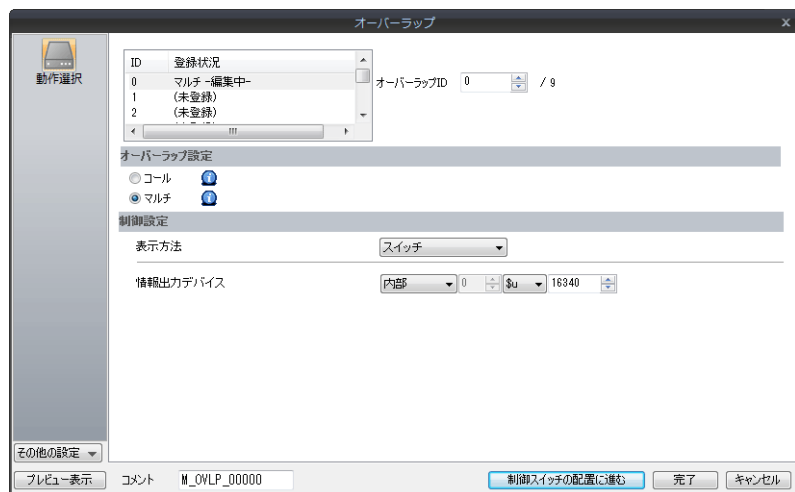 オーバーラップ
動作選択
ID 登録状況
0 マルチ -編集中-
1 (未登録)
2 (未登録)
オーバーラップID 0 / 9
オーバーラップ設定
コール
マルチ
制御設定
表示方法 スイッチ
情報出力デバイス 内部 0 $u 16340
その他の設定
プレビュー表示 コメント M_OVLP_00000 制御スイッチの配置に進む 完了 キャンセル